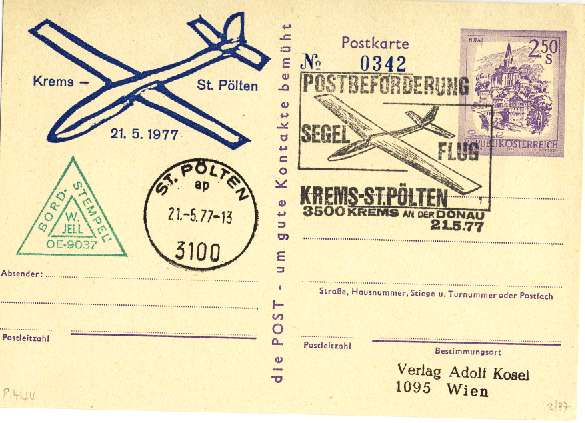 Krems –
St. Pölten
21. 5. 1977
BORD-
STEMPEL
W.
JELL
OE-9037
ST. PÖLTEN
ap
21.-5.77-13
3100
Absender:
Postleitzahl
die POST - um gute Kontakte bemüht
Postkarte
№ 0342
2.50
S
REPUBLIK ÖSTERREICH
POSTBEFÖRDERUNG
SEGEL
FLUG
KREMS-ST.PÖLTEN
3500 KREMS AN DER DONAU
21.5.77
Straße, Hausnummer, Stiege u. Türnummer oder Postfach
Postleitzahl
Bestimmungsort
Verlag Adolf Kosel
1095 Wien
2/77